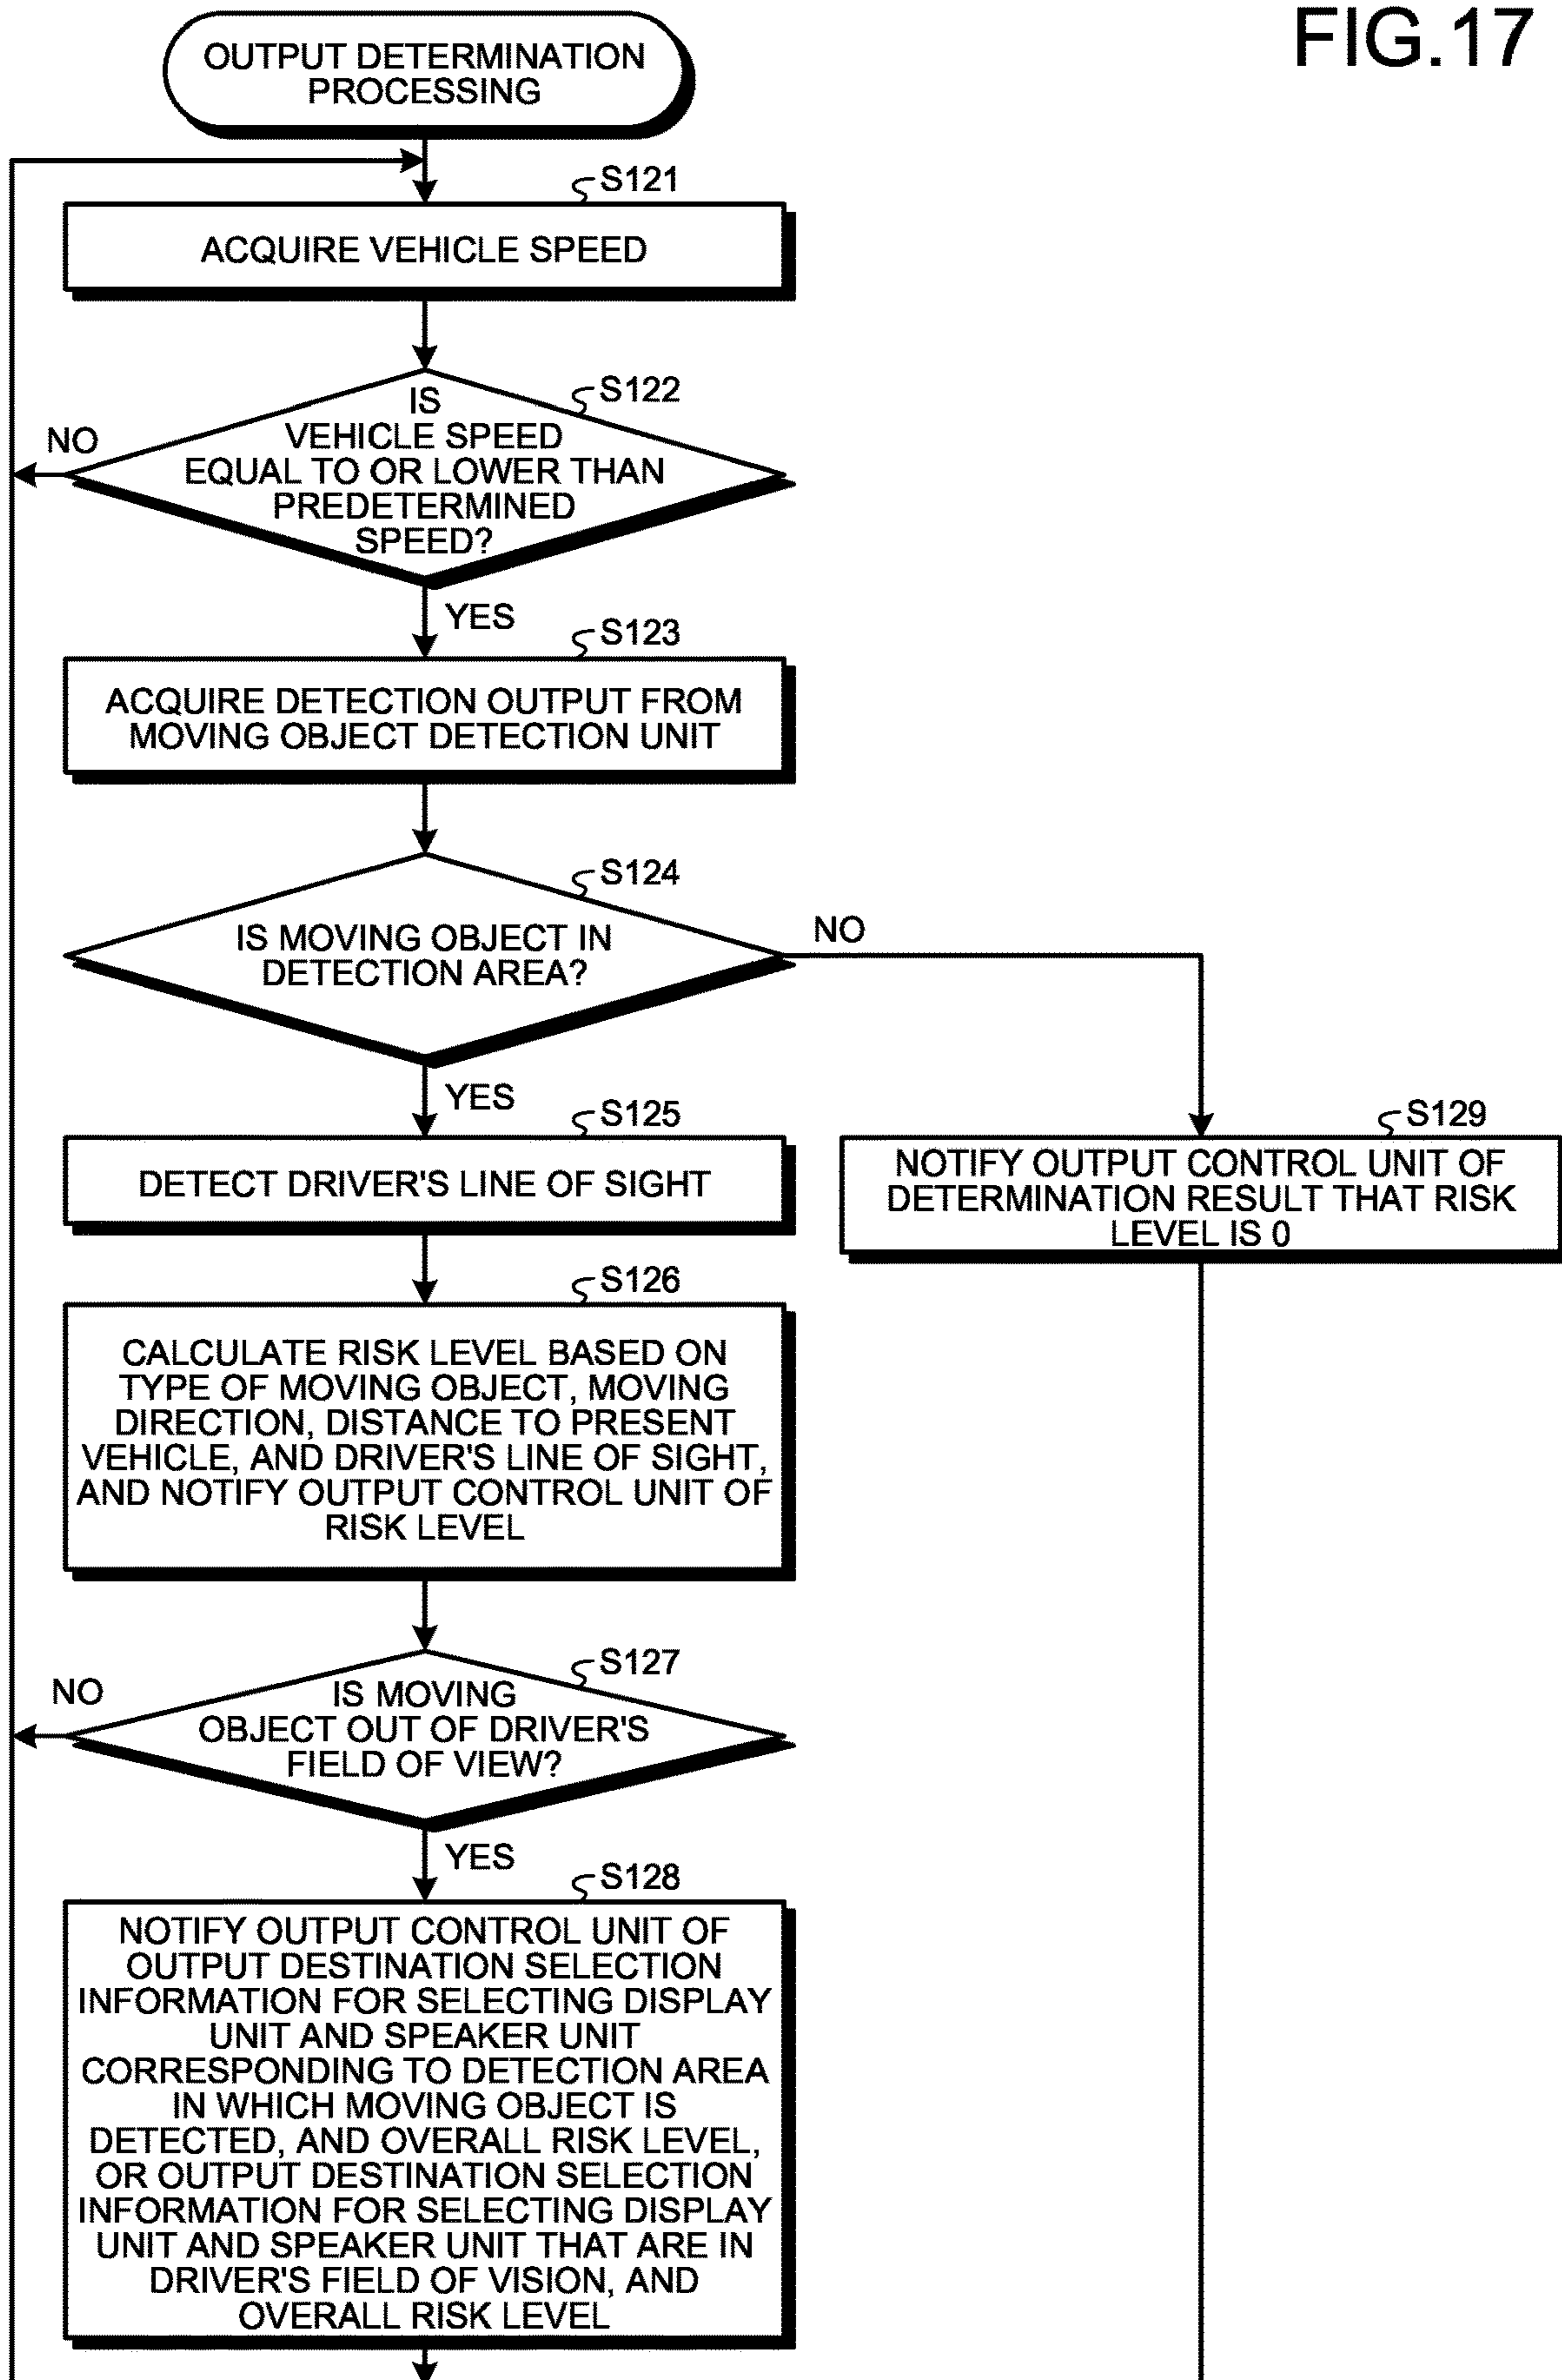 FIG.17
OUTPUT DETERMINATION
PROCESSING
S121
ACQUIRE VEHICLE SPEED
S122
IS
VEHICLE SPEED
EQUAL TO OR LOWER THAN
PREDETERMINED
SPEED?
NO
YES
S123
ACQUIRE DETECTION OUTPUT FROM
MOVING OBJECT DETECTION UNIT
S124
IS MOVING OBJECT IN
DETECTION AREA?
NO
YES
S125
DETECT DRIVER'S LINE OF SIGHT
S129
NOTIFY OUTPUT CONTROL UNIT OF
DETERMINATION RESULT THAT RISK
LEVEL IS 0
S126
CALCULATE RISK LEVEL BASED ON
TYPE OF MOVING OBJECT, MOVING
DIRECTION, DISTANCE TO PRESENT
VEHICLE, AND DRIVER'S LINE OF SIGHT,
AND NOTIFY OUTPUT CONTROL UNIT OF
RISK LEVEL
S127
NO
IS MOVING
OBJECT OUT OF DRIVER'S
FIELD OF VIEW?
YES
S128
NOTIFY OUTPUT CONTROL UNIT OF
OUTPUT DESTINATION SELECTION
INFORMATION FOR SELECTING DISPLAY
UNIT AND SPEAKER UNIT
CORRESPONDING TO DETECTION AREA
IN WHICH MOVING OBJECT IS
DETECTED, AND OVERALL RISK LEVEL,
OR OUTPUT DESTINATION SELECTION
INFORMATION FOR SELECTING DISPLAY
UNIT AND SPEAKER UNIT THAT ARE IN
DRIVER'S FIELD OF VISION, AND
OVERALL RISK LEVEL